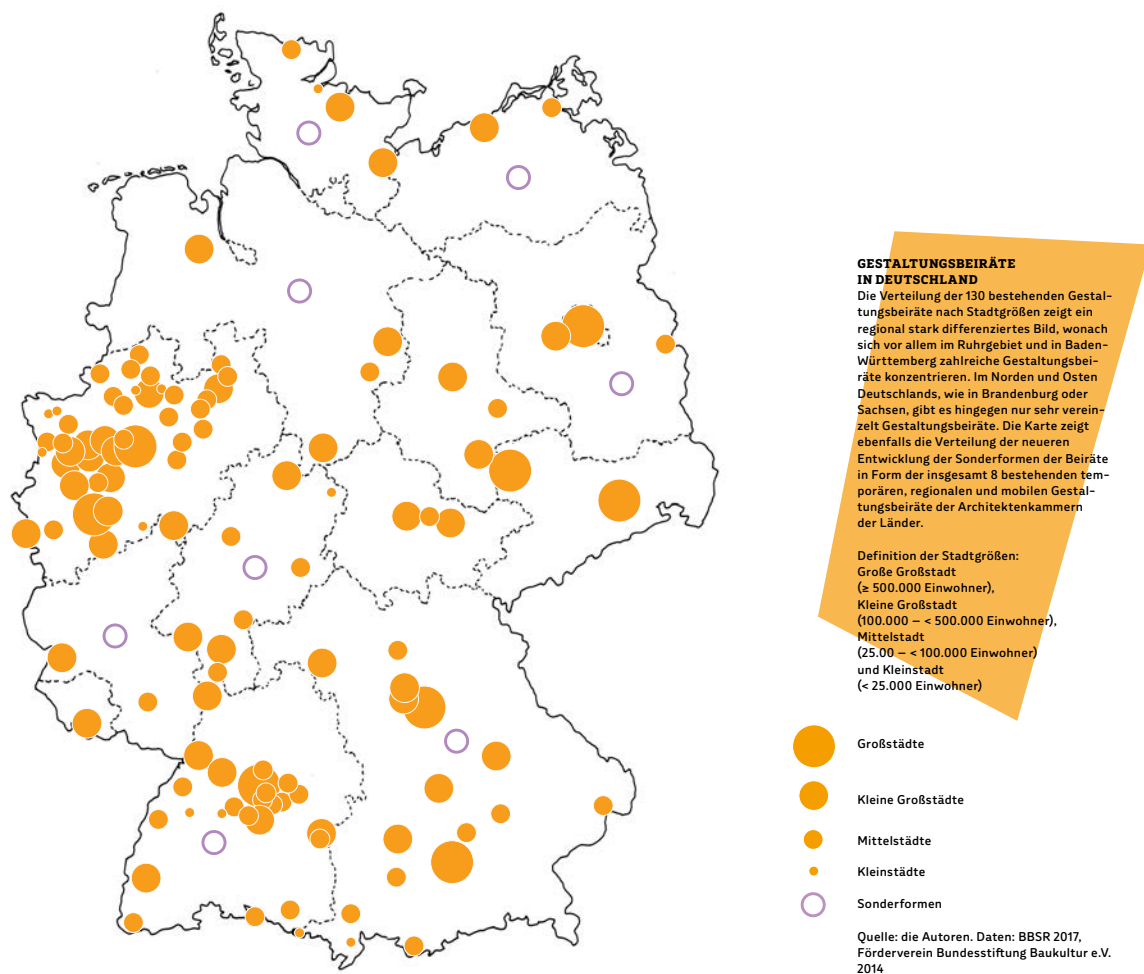 GESTALTUNGSBEIRÄTE
IN DEUTSCHLAND
Die Verteilung der 130 bestehenden Gestal-
tungsbeiräte nach Stadtgrößen zeigt ein
regional stark differenziertes Bild, wonach
sich vor allem im Ruhrgebiet und in Baden-
Württemberg zahlreiche Gestaltungsbei-
räte konzentrieren. Im Norden und Osten
Deutschlands, wie in Brandenburg oder
Sachsen, gibt es hingegen nur sehr verein-
zelt Gestaltungsbeiräte. Die Karte zeigt
ebenfalls die Verteilung der neueren
Entwicklung der Sonderformen der Beiräte
in Form der insgesamt 8 bestehenden tem-
porären, regionalen und mobilen Gestal-
tungsbeiräte der Architektenkammern
der Länder.
Definition der Stadtgrößen:
Große Großstadt
(≥ 500.000 Einwohner),
Kleine Großstadt
(100.000 – < 500.000 Einwohner),
Mittelstadt
(25.00 – < 100.000 Einwohner)
und Kleinstadt
(< 25.000 Einwohner)
Großstädte
Kleine Großstädte
Mittelstädte
Kleinstädte
Sonderformen
Quelle: die Autoren. Daten: BBSR 2017,
Förderverein Bundesstiftung Baukultur e.V.
2014